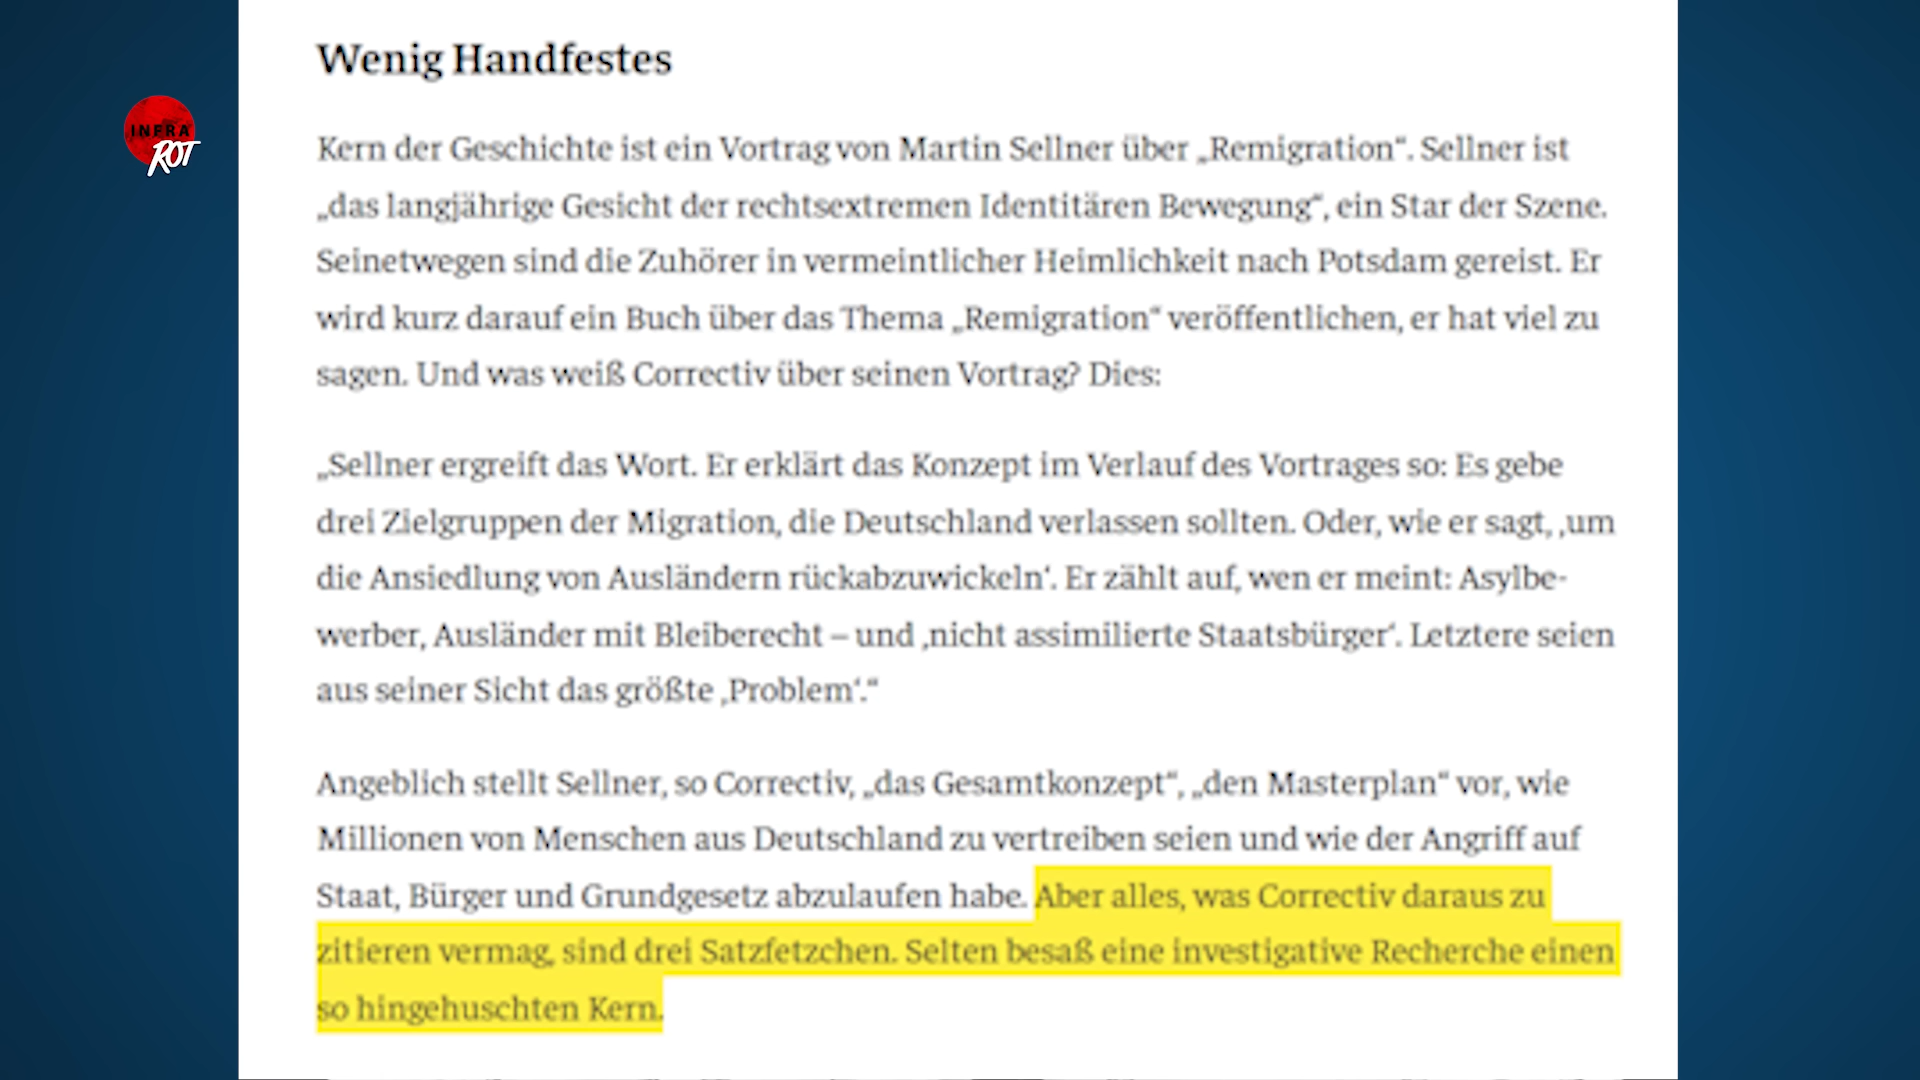 Wenig Handfestes
INFRA
ROT
Kern der Geschichte ist ein Vortrag von Martin Sellner über „Remigration“. Sellner ist
„das langjährige Gesicht der rechtsextremen Identitären Bewegung“, ein Star der Szene.
Seinetwegen sind die Zuhörer in vermeintlicher Heimlichkeit nach Potsdam gereist. Er
wird kurz darauf ein Buch über das Thema „Remigration“ veröffentlichen, er hat viel zu
sagen. Und was weiß Correctiv über seinen Vortrag? Dies:
„Sellner ergreift das Wort. Er erklärt das Konzept im Verlauf des Vortrages so: Es gebe
drei Zielgruppen der Migration, die Deutschland verlassen sollten. Oder, wie er sagt, ‚um
die Ansiedlung von Ausländern rückabzuwickeln‘. Er zählt auf, wen er meint: Asylbe-
werber, Ausländer mit Bleiberecht – und ‚nicht assimilierte Staatsbürger‘. Letztere seien
aus seiner Sicht das größte ‚Problem‘.“
Angeblich stellt Sellner, so Correctiv, „das Gesamtkonzept“, „den Masterplan“ vor, wie
Millionen von Menschen aus Deutschland zu vertreiben seien und wie der Angriff auf
Staat, Bürger und Grundgesetz abzulaufen habe. Aber alles, was Correctiv daraus zu
zitieren vermag, sind drei Satzfetzchen. Selten besaß eine investigative Recherche einen
so hingehuschten Kern.